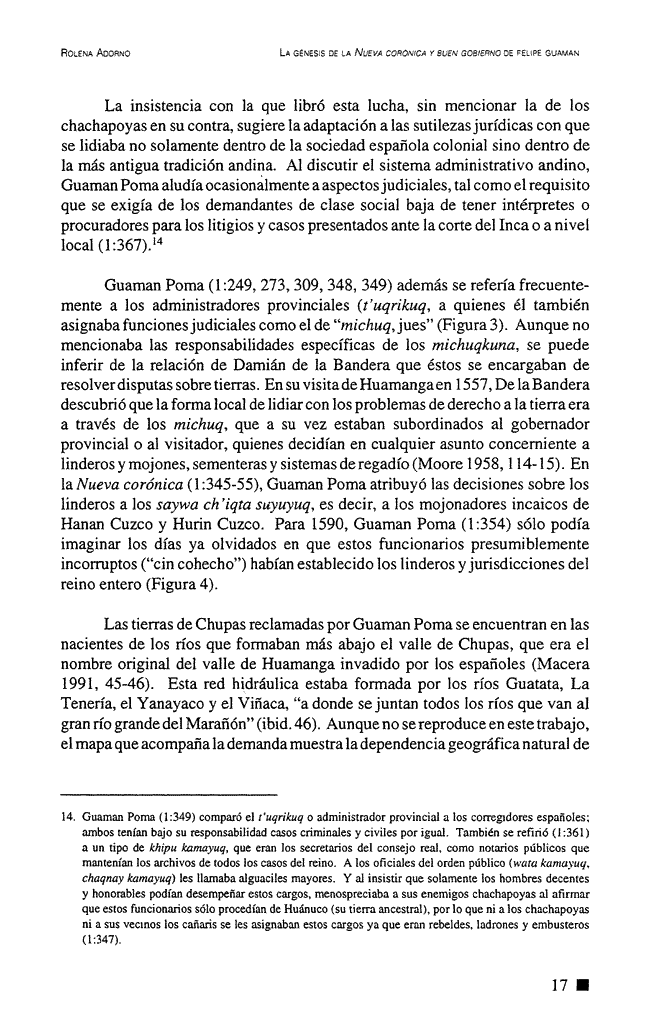 ROLENA ADORNO
LA GÉNESIS DE LA NUEVA CORONICA Y BUEN GOBIERNO DE FELIPE GUAMAN
La insistencia con la que libró esta lucha, sin mencionar la de los
chachapoyas en su contra, sugiere la adaptación a las sutilezas jurídicas con que
se lidiaba no solamente dentro de la sociedad española colonial sino dentro de
la más antigua tradición andina. Al discutir el sistema administrativo andino,
Guaman Poma aludía ocasionalmente a aspectos judiciales, tal como el requisito
que se exigía de los demandantes de clase social baja de tener intérpretes o
procuradores para los litigios y casos presentados ante la corte del Inca o a nivel
local (1:367).14
Guaman Poma (1:249, 273, 309, 348, 349) además se refería frecuente-
mente a los administradores provinciales (t'uqrikuq, a quienes él también
asignaba funciones judiciales como el de “michuq, jues” (Figura 3). Aunque no
mencionaba las responsabilidades específicas de los michuqkuna, se puede
inferir de la relación de Damián de la Bandera que éstos se encargaban de
resolver disputas sobre tierras. En su visita de Huamanga en 1557, De la Bandera
descubrió que la forma local de lidiar con los problemas de derecho a la tierra era
a través de los michuq, que a su vez estaban subordinados al gobernador
provincial o al visitador, quienes decidían en cualquier asunto concerniente a
linderos y mojones, sementeras y sistemas de regadío (Moore 1958, 114-15). En
la Nueva corónica (1:345-55), Guaman Poma atribuyó las decisiones sobre los
linderos a los saywa ch'iqta suyuyuq, es decir, a los mojonadores incaicos de
Hanan Cuzco y Hurin Cuzco. Para 1590, Guaman Poma (1:354) sólo podía
imaginar los días ya olvidados en que estos funcionarios presumiblemente
incorruptos (“cin cohecho”) habían establecido los linderos y jurisdicciones del
reino entero (Figura 4).
Las tierras de Chupas reclamadas por Guaman Poma se encuentran en las
nacientes de los ríos que formaban más abajo el valle de Chupas, que era el
nombre original del valle de Huamanga invadido por los españoles (Macera
1991, 45-46). Esta red hidráulica estaba formada por los ríos Guatata, La
Tenería, el Yanayaco y el Viñaca, “a donde se juntan todos los ríos que van al
gran río grande del Marañón” (ibid. 46). Aunque no se reproduce en este trabajo,
el mapa que acompaña la demanda muestra la dependencia geográfica natural de
14. Guaman Poma (1:349) comparó el t'uqrikuq o administrador provincial a los corregidores españoles;
ambos tenían bajo su responsabilidad casos criminales y civiles por igual. También se refirió (1:361)
a un tipo de khipu kamayuq, que eran los secretarios del consejo real, como notarios públicos que
mantenían los archivos de todos los casos del reino. A los oficiales del orden público (wata kamayuq,
chaqnay kamayuq) les llamaba alguaciles mayores. Y al insistir que solamente los hombres decentes
y honorables podían desempeñar estos cargos, menospreciaba a sus enemigos chachapoyas al afirmar
que estos funcionarios sólo procedían de Huánuco (su tierra ancestral), por lo que ni a los chachapoyas
ni a sus vecinos los cañaris se les asignaban estos cargos ya que eran rebeldes, ladrones y embusteros
(1:347).
17